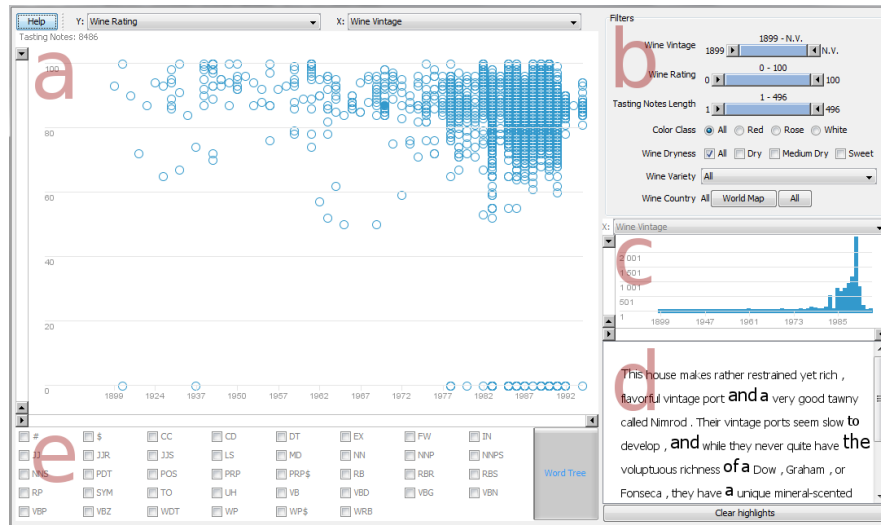 Help Y: Wine Rating X: Wine Vintage
Tasting Notes: 8486
a
100
80
60
40
20
0
1899 1924 1936 1950 1957 1962 1967 1972 1977 1982 1987 1992
Filters
b
Wine Vintage 1899 - N.V.
1899 N.V.
Wine Rating 0 - 100
0 100
Tasting Notes Length 1 - 496
1 496
Color Class All Red Rose White
Wine Dryness All Dry Medium Dry Sweet
Wine Variety All
Wine Country All World Map All
X: Wine Vintage
c
2 001
1 501
1 001
501
1
1899 1947 1961 1973 1985
d
This house makes rather restrained yet rich ,
flavorful vintage port and a very good tawny
called Nimrod . Their vintage ports seem slow to
develop , and while they never quite have the
voluptuous richness of a Dow , Graham , or
Fonseca , they have a unique mineral-scented
Clear highlights
e
# $ CC CD DT EX FW IN
JJ JJR JJS LS MD NN NNP NNPS
NNS PDT POS PRP PRP$ RB RBR RBS
RP SYM TO UH VB VBD VBG VBN
VBP VBZ WDT WP WP$ WRB
Word Tree